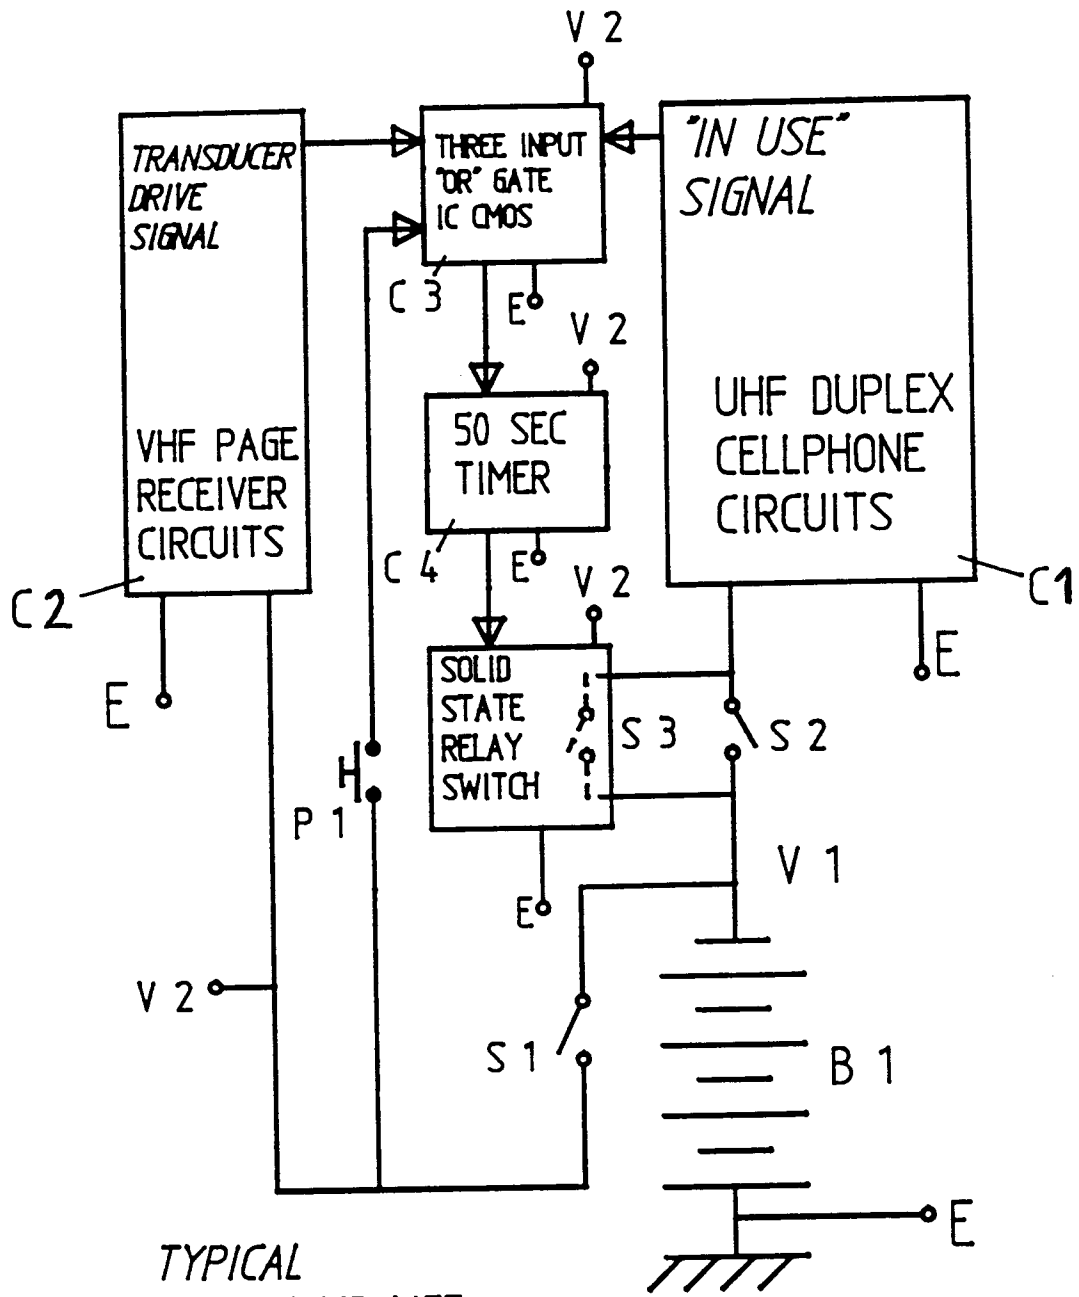 V 2
TRANSDUCER
DRIVE
SIGNAL
THREE INPUT
"OR" GATE
IC CMOS
"IN USE"
SIGNAL
C 3
E
V 2
VHF PAGE
RECEIVER
CIRCUITS
50 SEC
TIMER
UHF DUPLEX
CELLPHONE
CIRCUITS
C 4
E
V 2
C2
C1
E
E
SOLID
STATE
RELAY
SWITCH
S 3
S 2
P 1
V 1
E
V 2
S 1
B 1
E
TYPICAL